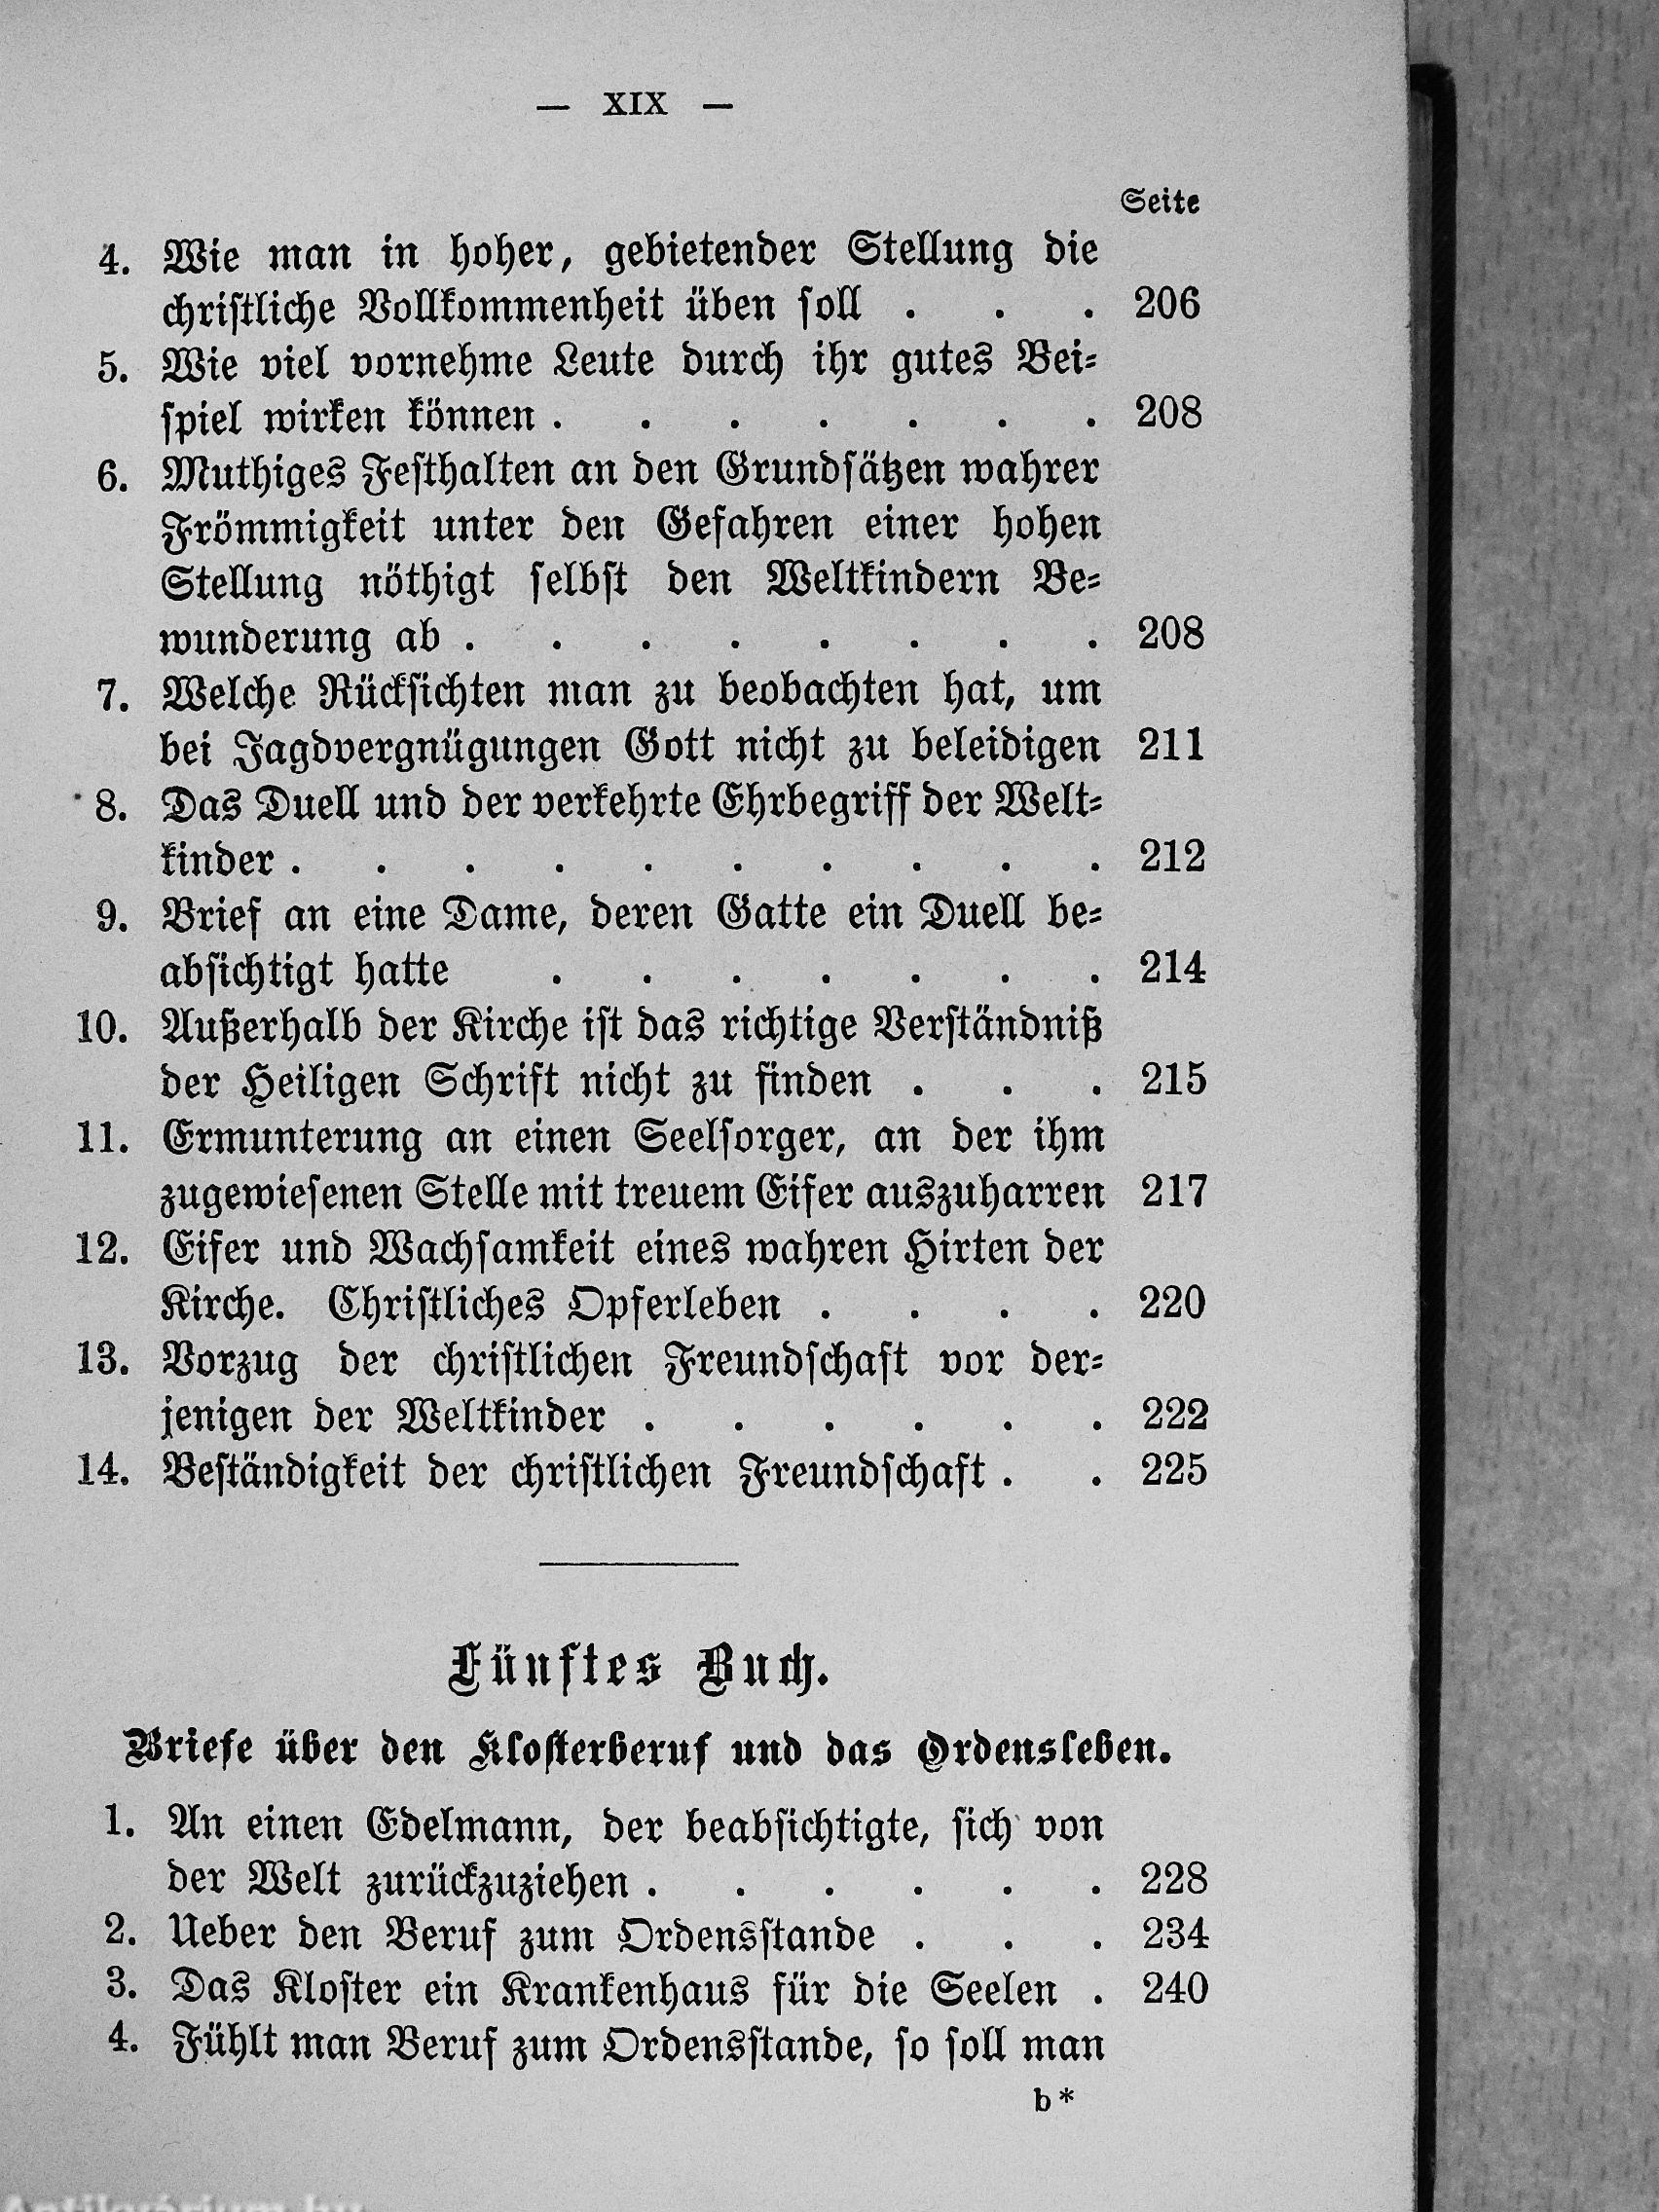 — XIX —
Seite
4. Wie man in hoher, gebietender Stellung die
christliche Vollkommenheit üben soll . . . 206
5. Wie viel vornehme Leute durch ihr gutes Bei-
spiel wirken können . . . . . . . 208
6. Muthiges Festhalten an den Grundsätzen wahrer
Frömmigkeit unter den Gefahren einer hohen
Stellung nöthigt selbst den Weltkindern Be-
wunderung ab . . . . . . . . 208
7. Welche Rücksichten man zu beobachten hat, um
bei Jagdvergnügungen Gott nicht zu beleidigen 211
8. Das Duell und der verkehrte Ehrbegriff der Welt-
kinder . . . . . . . . . . 212
9. Brief an eine Dame, deren Gatte ein Duell be-
absichtigt hatte . . . . . . . 214
10. Außerhalb der Kirche ist das richtige Verständniß
der Heiligen Schrift nicht zu finden . . . 215
11. Ermunterung an einen Seelsorger, an der ihm
zugewiesenen Stelle mit treuem Eifer auszuharren 217
12. Eifer und Wachsamkeit eines wahren Hirten der
Kirche. Christliches Opferleben . . . . 220
13. Vorzug der christlichen Freundschaft vor der-
jenigen der Weltkinder . . . . . . 222
14. Beständigkeit der christlichen Freundschaft . . 225
Fünftes Buch.
Briefe über den Klosterberuf und das Ordensleben.
1. An einen Edelmann, der beabsichtigte, sich von
der Welt zurückzuziehen . . . . . . 228
2. Ueber den Beruf zum Ordensstande . . . 234
3. Das Kloster ein Krankenhaus für die Seelen . 240
4. Fühlt man Beruf zum Ordensstande, so soll man
b*